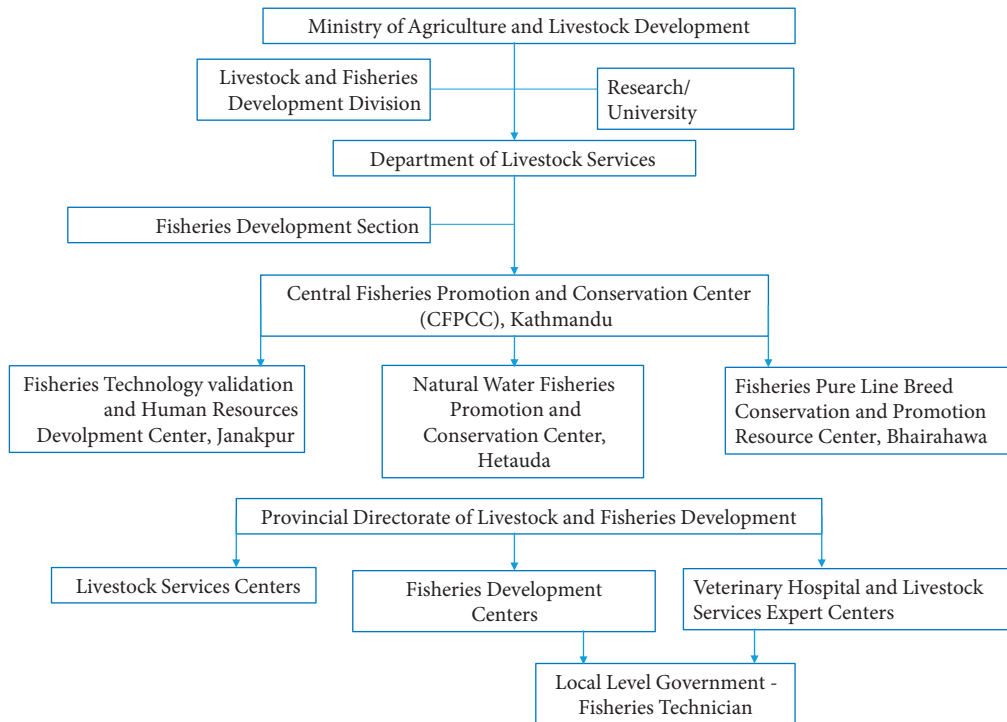 Ministry of Agriculture and Livestock Development
Livestock and Fisheries
Development Division
Research/
University
Department of Livestock Services
Fisheries Development Section
Central Fisheries Promotion and Conservation Center
(CFPCC), Kathmandu
Fisheries Technology validation
and Human Resources
Devolpment Center, Janakpur
Natural Water Fisheries
Promotion and
Conservation Center,
Hetauda
Fisheries Pure Line Breed
Conservation and Promotion
Resource Center, Bhairahawa
Provincial Directorate of Livestock and Fisheries Development
Livestock Services Centers
Fisheries Development
Centers
Veterinary Hospital and Livestock
Services Expert Centers
Local Level Government -
Fisheries Technician